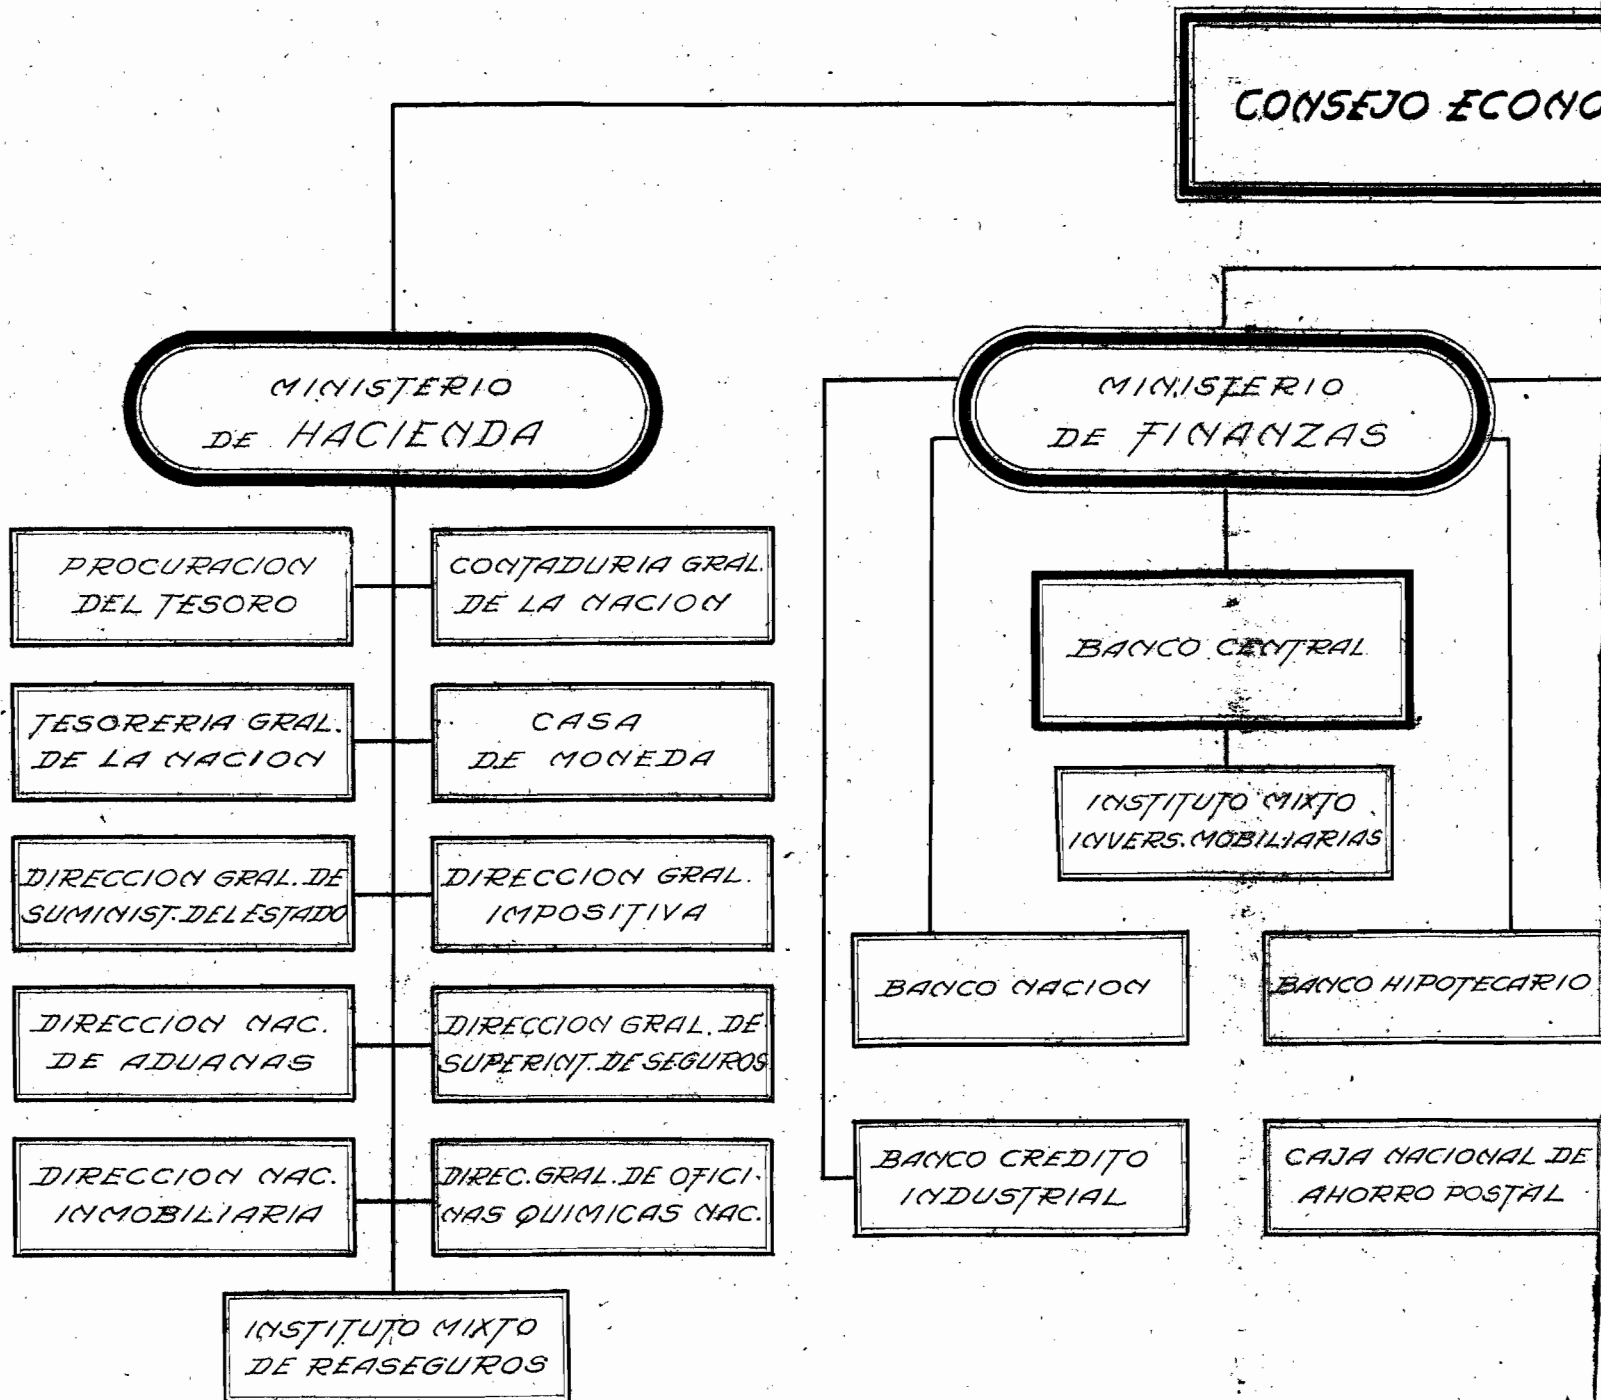 CONSEJO ECONO
MINISTERIO
DE HACIENDA
PROCURACION
DEL TESORO
CONTADURIA GRAL.
DE LA NACION
TESORERIA GRAL.
DE LA NACION
CASA
DE MONEDA
DIRECCION GRAL. DE
SUMINIST. DEL ESTADO
DIRECCION GRAL.
IMPOSITIVA
DIRECCION NAC.
DE ADUANAS
DIRECCION GRAL. DE
SUPERINT. DE SEGUROS
DIRECCION NAC.
INMOBILIARIA
DIREC. GRAL. DE OFICI-
NAS QUIMICAS NAC.
INSTITUTO MIXTO
DE REASEGUROS
MINISTERIO
DE FINANZAS
BANCO CENTRAL
INSTITUTO MIXTO
INVERS. MOBILIARIAS
BANCO NACION
BANCO HIPOTECARIO
BANCO CREDITO
INDUSTRIAL
CAJA NACIONAL DE
AHORRO POSTAL